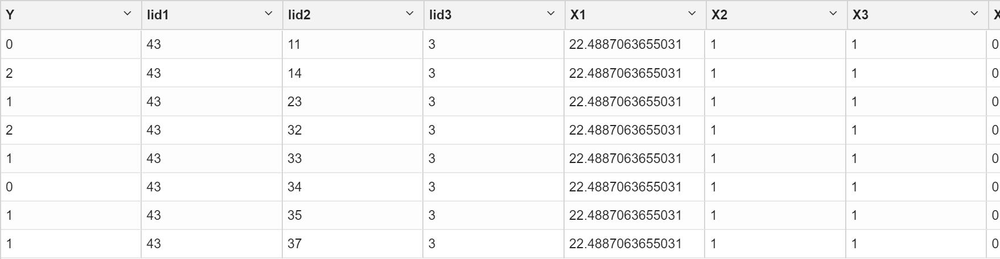 Y lid1 lid2 lid3 X1 X2 X3 X
0 43 11 3 22.4887063655031 1 1 0
2 43 14 3 22.4887063655031 1 1 0
1 43 23 3 22.4887063655031 1 1 0
2 43 32 3 22.4887063655031 1 1 0
1 43 33 3 22.4887063655031 1 1 0
0 43 34 3 22.4887063655031 1 1 0
1 43 35 3 22.4887063655031 1 1 0
1 43 37 3 22.4887063655031 1 1 0